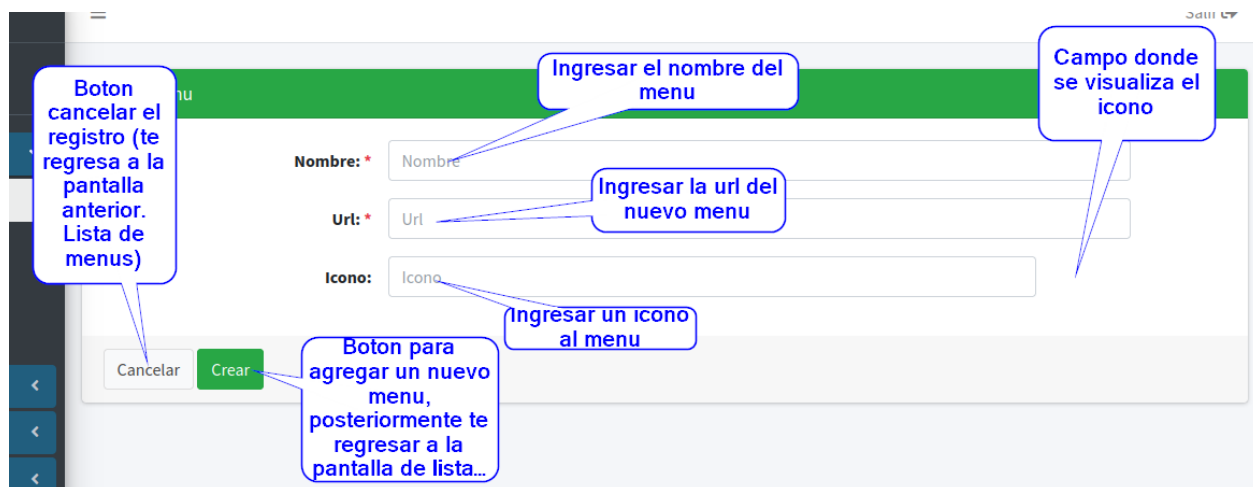 Salir
Ingresar el nombre del
menu
Campo donde
se visualiza el
icono
Boton
cancelar el
registro (te
regresa a la
pantalla
anterior.
Lista de
menus)
Nombre: *
Nombre
Ingresar la url del
nuevo menu
Url: *
Url
Icono:
Icono
Ingresar un icono
al menu
Boton para
agregar un nuevo
menu,
posteriormente te
regresar a la
pantalla de lista...
Cancelar
Crear